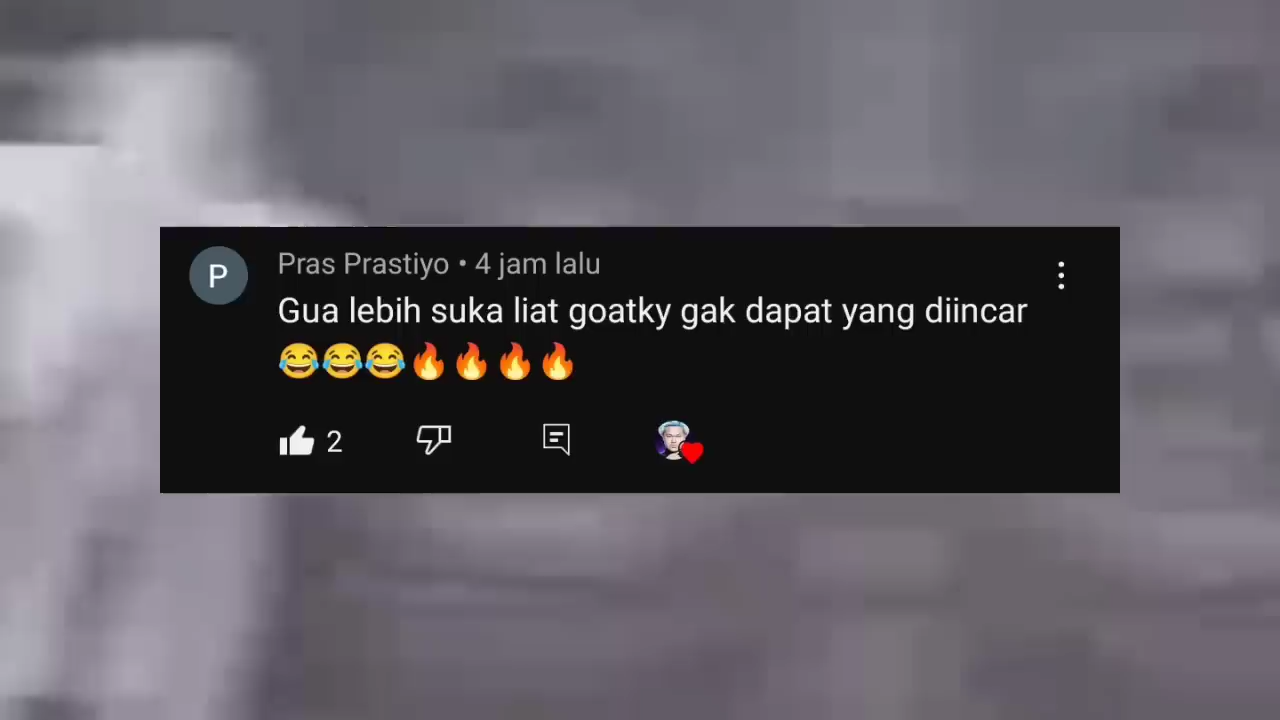 P
Pras Prastiyo • 4 jam lalu
Gua lebih suka liat goatky gak dapat yang diincar
😂😂😂🔥🔥🔥🔥
2